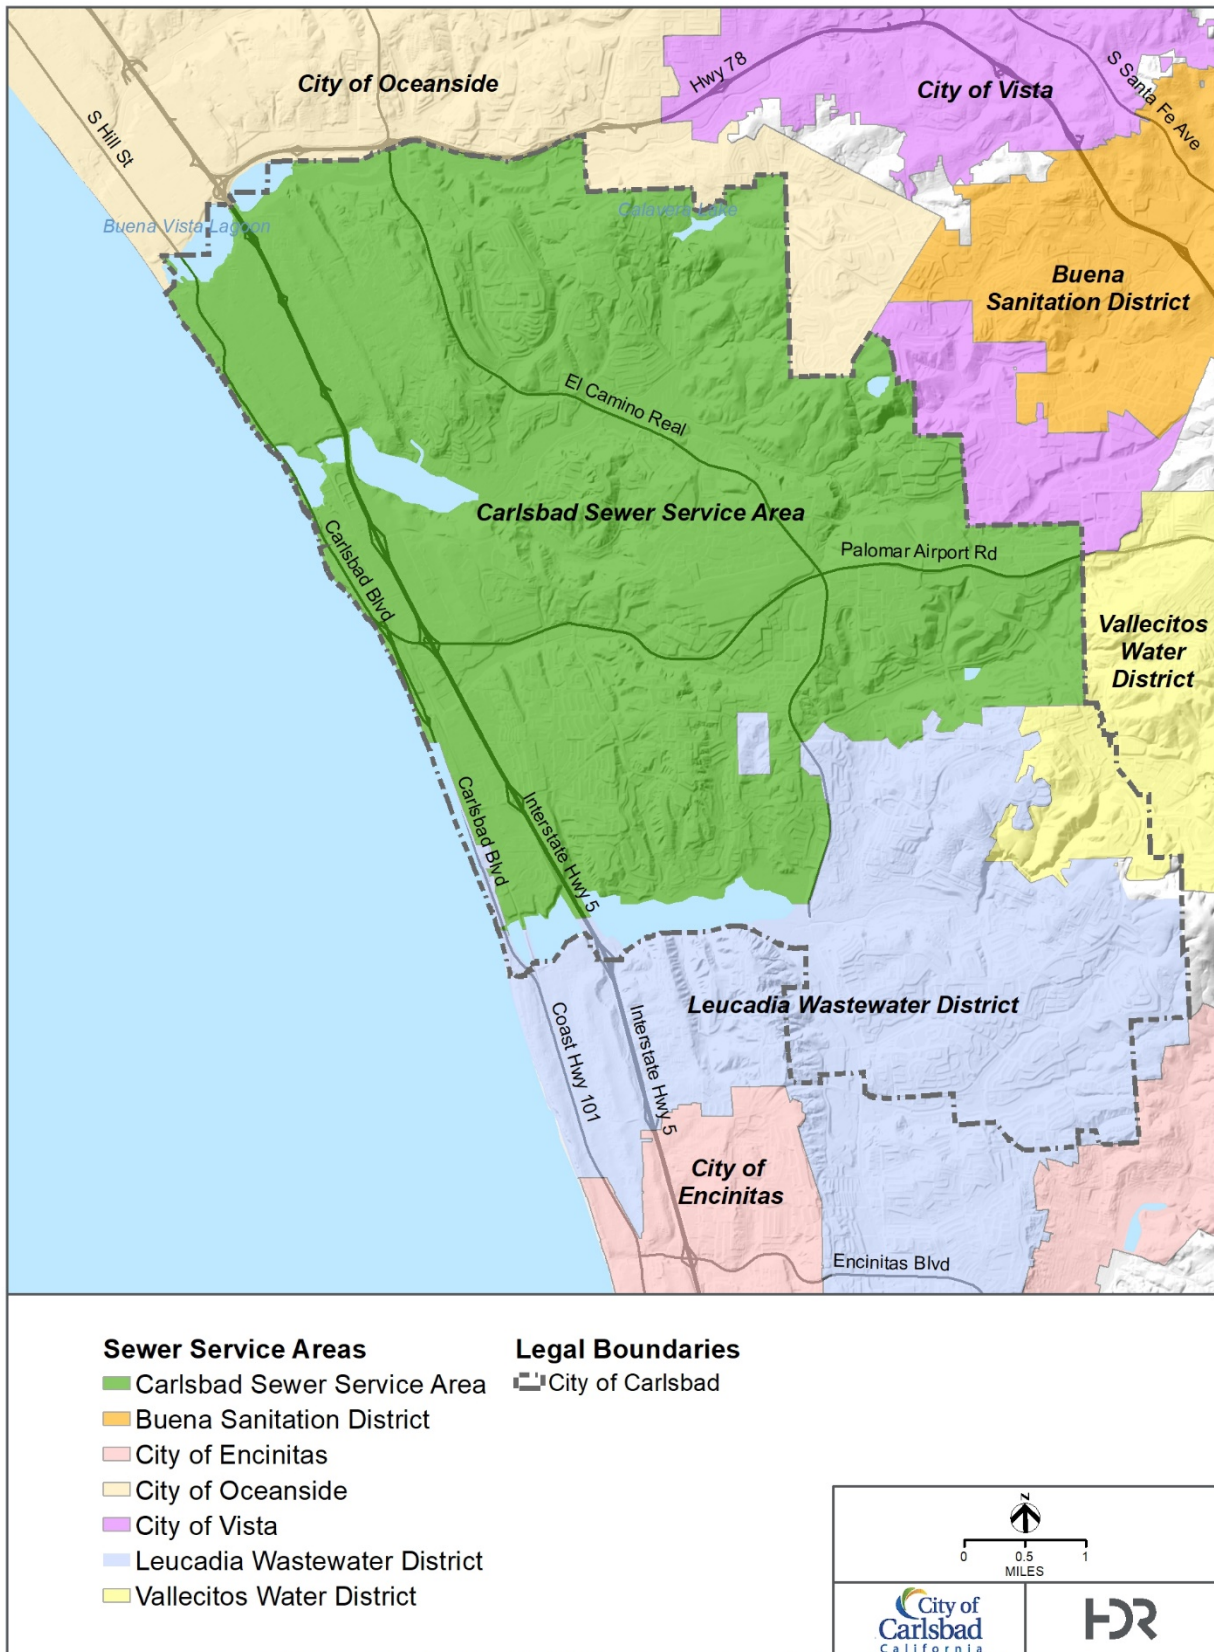 City of Oceanside
Hwy 78
City of Vista
S Santa Fe Ave
S Hill St
Buena Vista Lagoon
Calavera Lake
Buena
Sanitation District
El Camino Real
Carlsbad Sewer Service Area
Palomar Airport Rd
Carlsbad Blvd
Vallecitos
Water
District
Carlsbad Blvd
Interstate Hwy 5
Leucadia Wastewater District
Coast Hwy 101
Interstate Hwy 5
City of
Encinitas
Encinitas Blvd
Sewer Service Areas
Carlsbad Sewer Service Area
Buena Sanitation District
City of Encinitas
City of Oceanside
City of Vista
Leucadia Wastewater District
Vallecitos Water District
Legal Boundaries
City of Carlsbad
N
0 0.5 1
MILES
City of
Carlsbad
California
HDR